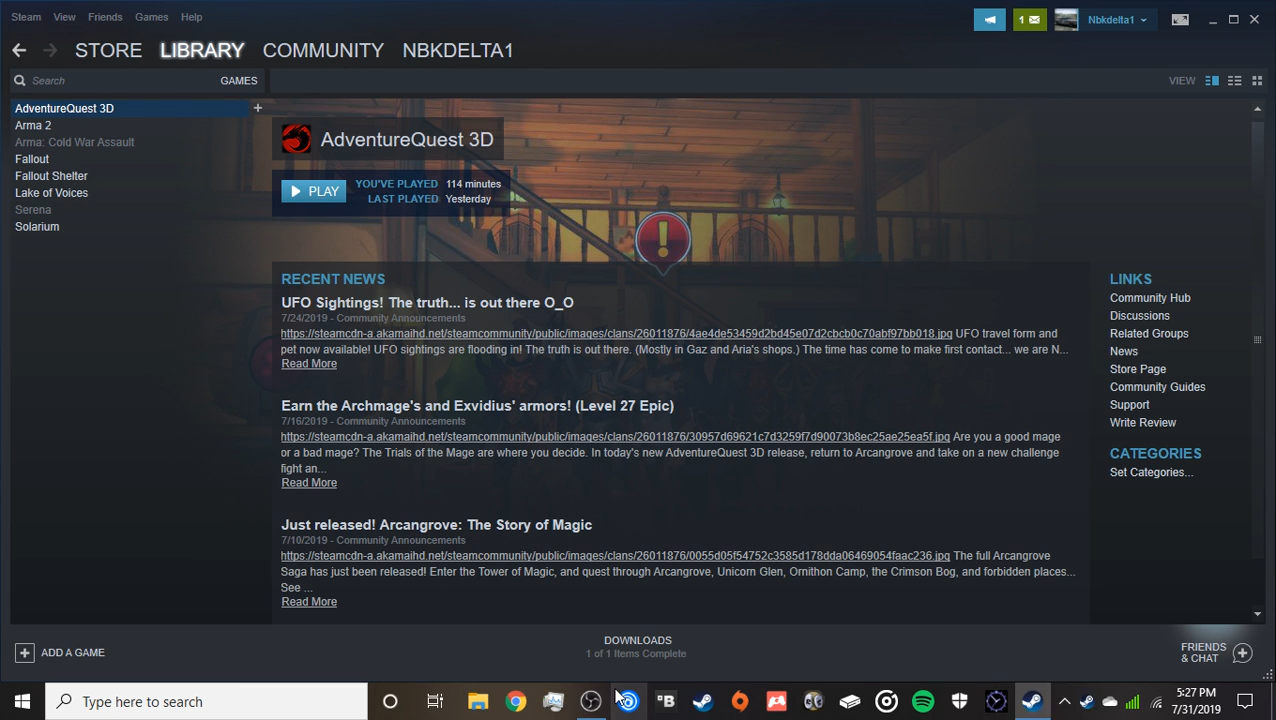 Steam View Friends Games Help
1 Nbkdelta1
STORE LIBRARY COMMUNITY NBKDELTA1
Search GAMES VIEW
AdventureQuest 3D
Arma 2
Arma: Cold War Assault
Fallout
Fallout Shelter
Lake of Voices
Serena
Solarium
AdventureQuest 3D
PLAY YOU'VE PLAYED 114 minutes
LAST PLAYED Yesterday
RECENT NEWS
UFO Sightings! The truth... is out there O_O
7/24/2019 - Community Announcements
https://steamcdn-a.akamaihd.net/steamcommunity/public/images/clans/26011876/4ae4de53459d2bd45e07d2cbcb0c70abf97bb018.jpg UFO travel form and
pet now available! UFO sightings are flooding in! The truth is out there. (Mostly in Gaz and Aria's shops.) The time has come to make first contact... we are N...
Read More
Earn the Archmage's and Exvidius' armors! (Level 27 Epic)
7/16/2019 - Community Announcements
https://steamcdn-a.akamaihd.net/steamcommunity/public/images/clans/26011876/30957d69621c7d3259f7d90073b8ec25ae25ea5f.jpg Are you a good mage
or a bad mage? The Trials of the Mage are where you decide. In today's new AdventureQuest 3D release, return to Arcangrove and take on a new challenge
fight an...
Read More
Just released! Arcangrove: The Story of Magic
7/10/2019 - Community Announcements
https://steamcdn-a.akamaihd.net/steamcommunity/public/images/clans/26011876/0055d05f54752c3585d178dda06469054faac236.jpg The full Arcangrove
Saga has just been released! Enter the Tower of Magic, and quest through Arcangrove, Unicorn Glen, Ornithon Camp, the Crimson Bog, and forbidden places...
See ...
Read More
LINKS
Community Hub
Discussions
Related Groups
News
Store Page
Community Guides
Support
Write Review
CATEGORIES
Set Categories...
ADD A GAME
DOWNLOADS
1 of 1 Items Complete
FRIENDS
& CHAT
Type here to search
5:27 PM
7/31/2019